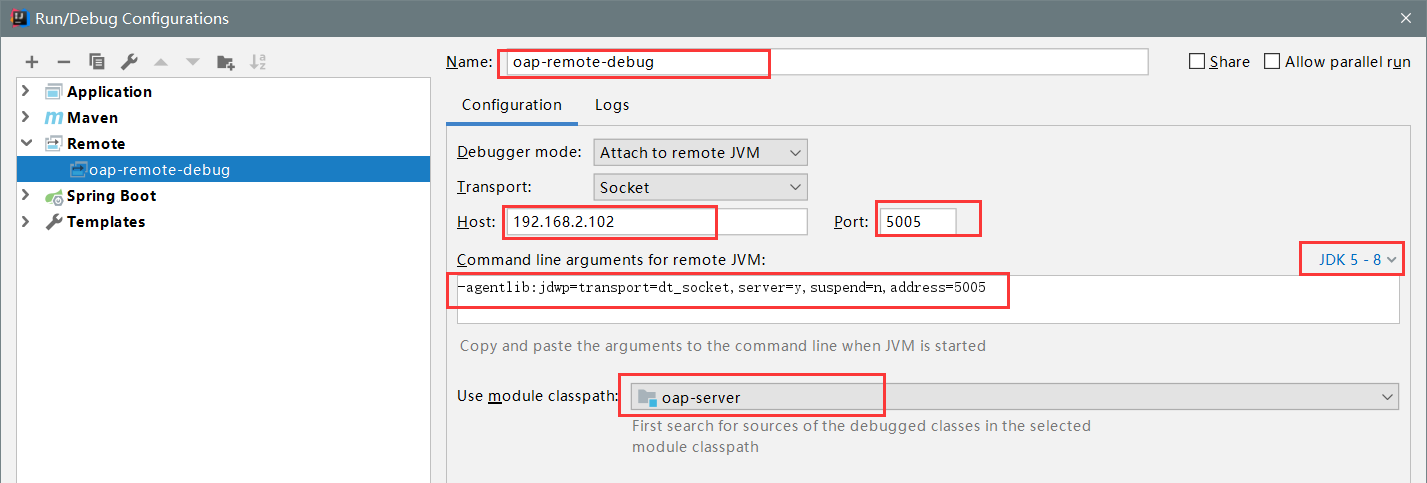 Run/Debug Configurations
Application
Maven
Remote
oap-remote-debug
Spring Boot
Templates
Name: oap-remote-debug Share Allow parallel run
Configuration Logs
Debugger mode: Attach to remote JVM
Transport: Socket
Host: 192.168.2.102 Port: 5005
Command line arguments for remote JVM: JDK 5 - 8
-agentlib:jdwp=transport=dt_socket,server=y,suspend=n,address=5005
Copy and paste the arguments to the command line when JVM is started
Use module classpath: oap-server
First search for sources of the debugged classes in the selected
module classpath